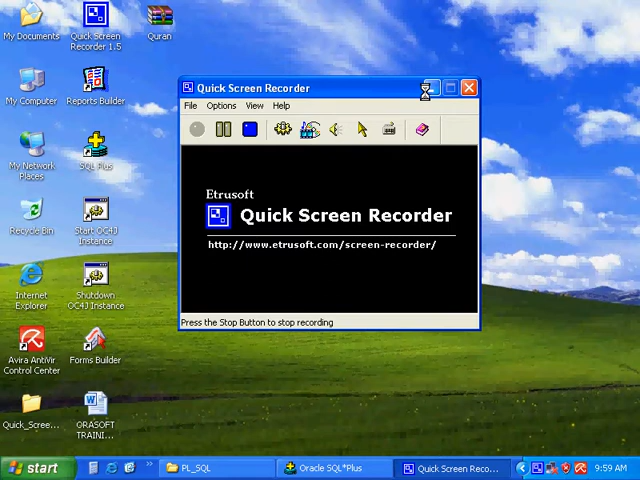 My Documents
Quick Screen
Recorder 1.5
Quran
My Computer
Reports Builder
My Network
Places
SQL Plus
Recycle Bin
Start OC4J
Instance
Internet
Explorer
Shutdown
OC4J Instance
Avira AntiVir
Control Center
Forms Builder
Quick_Scree...
ORASOFT
TRAINI...
Quick Screen Recorder
File Options View Help
Etrusoft
Quick Screen Recorder
http://www.etrusoft.com/screen-recorder/
Press the Stop Button to stop recording
start
PL_SQL
Oracle SQL*Plus
Quick Screen Reco...
9:59 AM